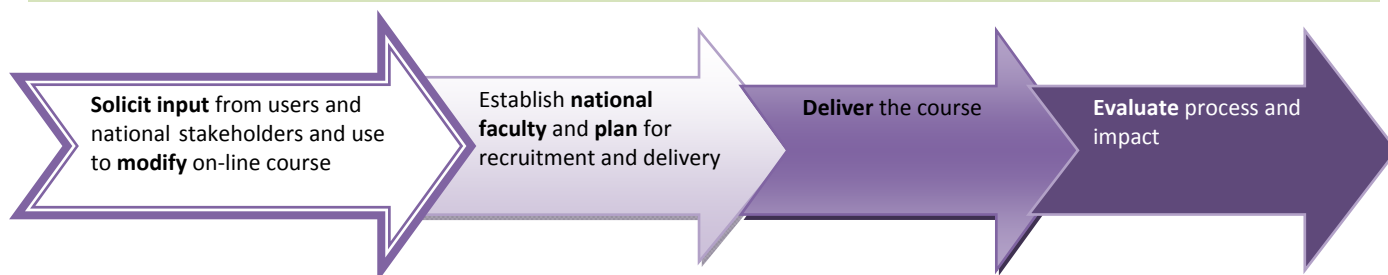 Solicit input from users and
national stakeholders and use
to modify on-line course
Establish national
faculty and plan for
recruitment and delivery
Deliver the course
Evaluate process and
impact